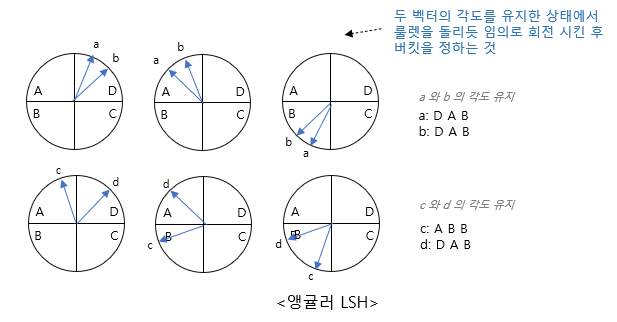 두 벡터의 각도를 유지한 상태에서
룰렛을 돌리듯 임의로 회전 시킨 후
버킷을 정하는 것
a
b
A
D
B
C
b
a
A
D
B
C
A
D
B
C
b
a
a 와 b 의 각도 유지
a: D A B
b: D A B
c
d
A
D
B
C
d
A
D
B
C
c
A
D
B
C
d
c
c 와 d 의 각도 유지
c: A B B
d: D A B
<앵귤러 LSH>